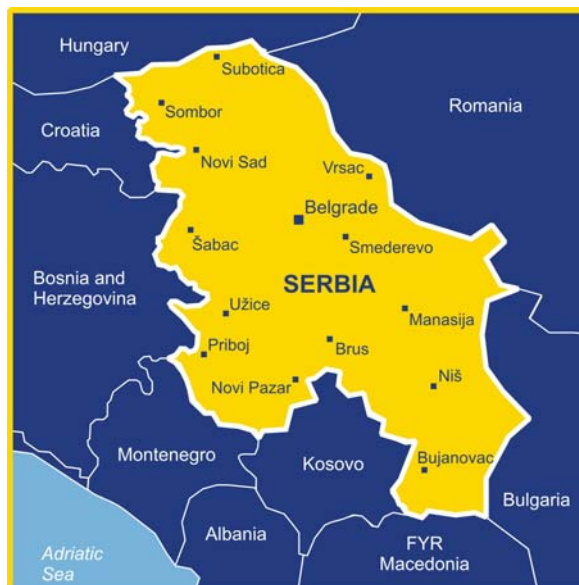 Hungary
Subotica
Sombor
Romania
Croatia
Novi Sad
Vrsac
Belgrade
Šabac
Smederevo
Bosnia and
Herzegovina
SERBIA
Užice
Manasija
Priboj
Brus
Novi Pazar
Niš
Montenegro
Kosovo
Bujanovac
Bulgaria
Albania
FYR
Macedonia
Adriatic
Sea